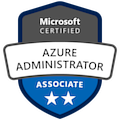 Microsoft
CERTIFIED
AZURE
ADMINISTRATOR
ASSOCIATE